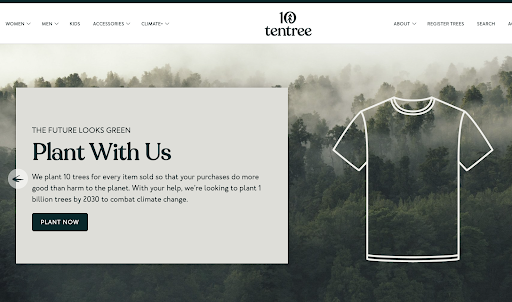 10
tentree
WOMEN MEN KIDS ACCESSORIES CLIMATE+ ABOUT REGISTER TREES SEARCH
THE FUTURE LOOKS GREEN
Plant With Us
We plant 10 trees for every item sold so that your purchases do more
good than harm to the planet. With your help, we're looking to plant 1
billion trees by 2030 to combat climate change.
PLANT NOW